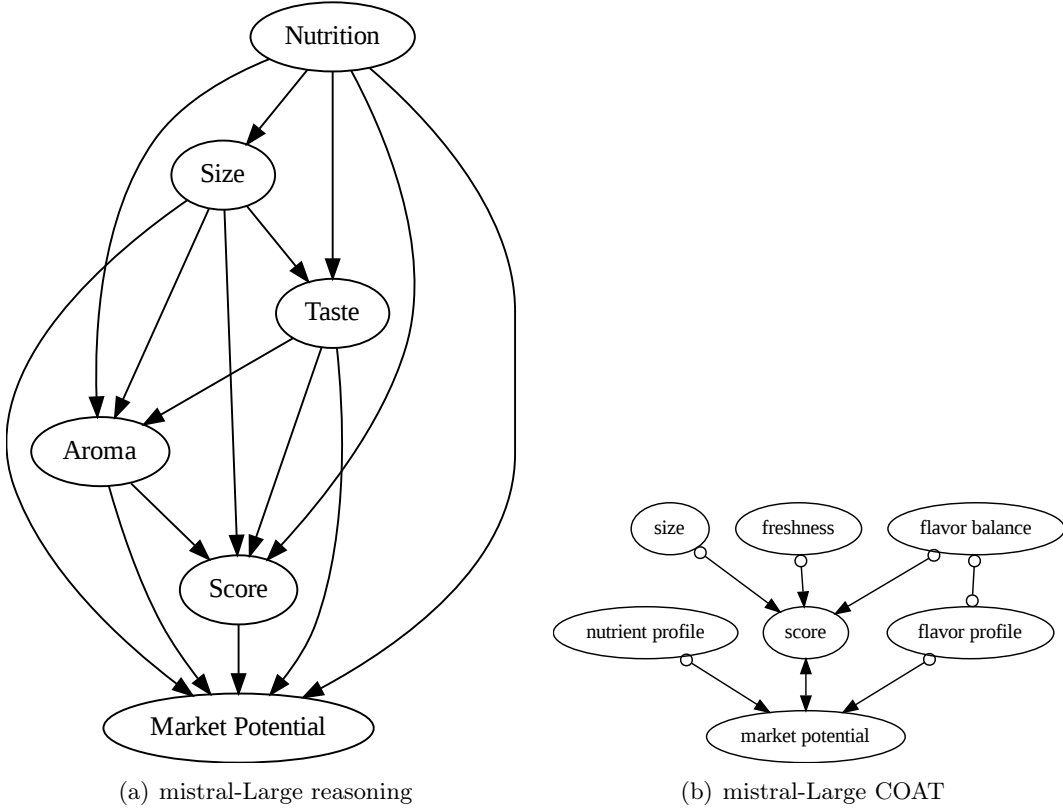 Nutrition
Size
Taste
Aroma
Score
Market Potential
(a) mistral-Large reasoning
size
freshness
flavor balance
nutrient profile
score
flavor profile
market potential
(b) mistral-Large COAT